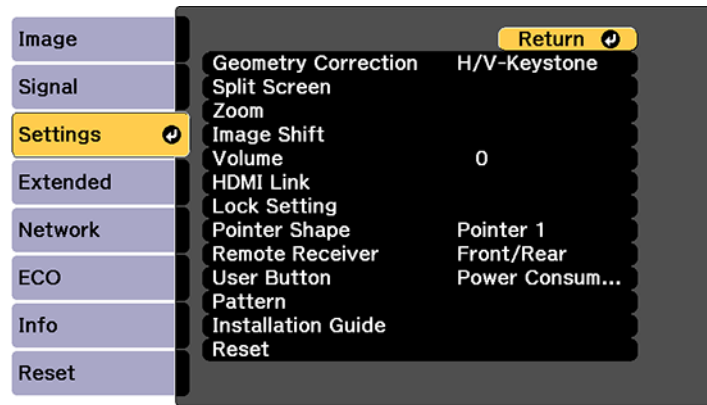 Image
Signal
Settings
Extended
Network
ECO
Info
Reset
Return
Geometry Correction H/V-Keystone
Split Screen
Zoom
Image Shift
Volume 0
HDMI Link
Lock Setting
Pointer Shape Pointer 1
Remote Receiver Front/Rear
User Button Power Consum...
Pattern
Installation Guide
Reset